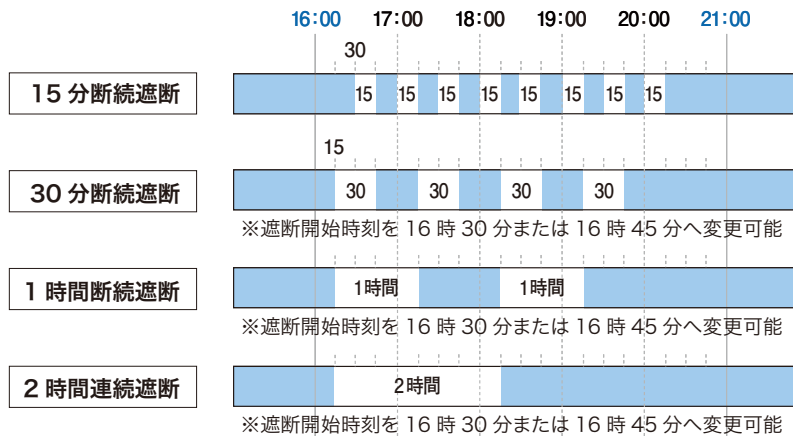 16:00 17:00 18:00 19:00 20:00 21:00
30
15分断続遮断 15 15 15 15 15 15 15 15
15
30分断続遮断 30 30 30 30
※遮断開始時刻を16時30分または16時45分へ変更可能
1時間断続遮断 1時間 1時間
※遮断開始時刻を16時30分または16時45分へ変更可能
2時間連続遮断 2時間
※遮断開始時刻を16時30分または16時45分へ変更可能